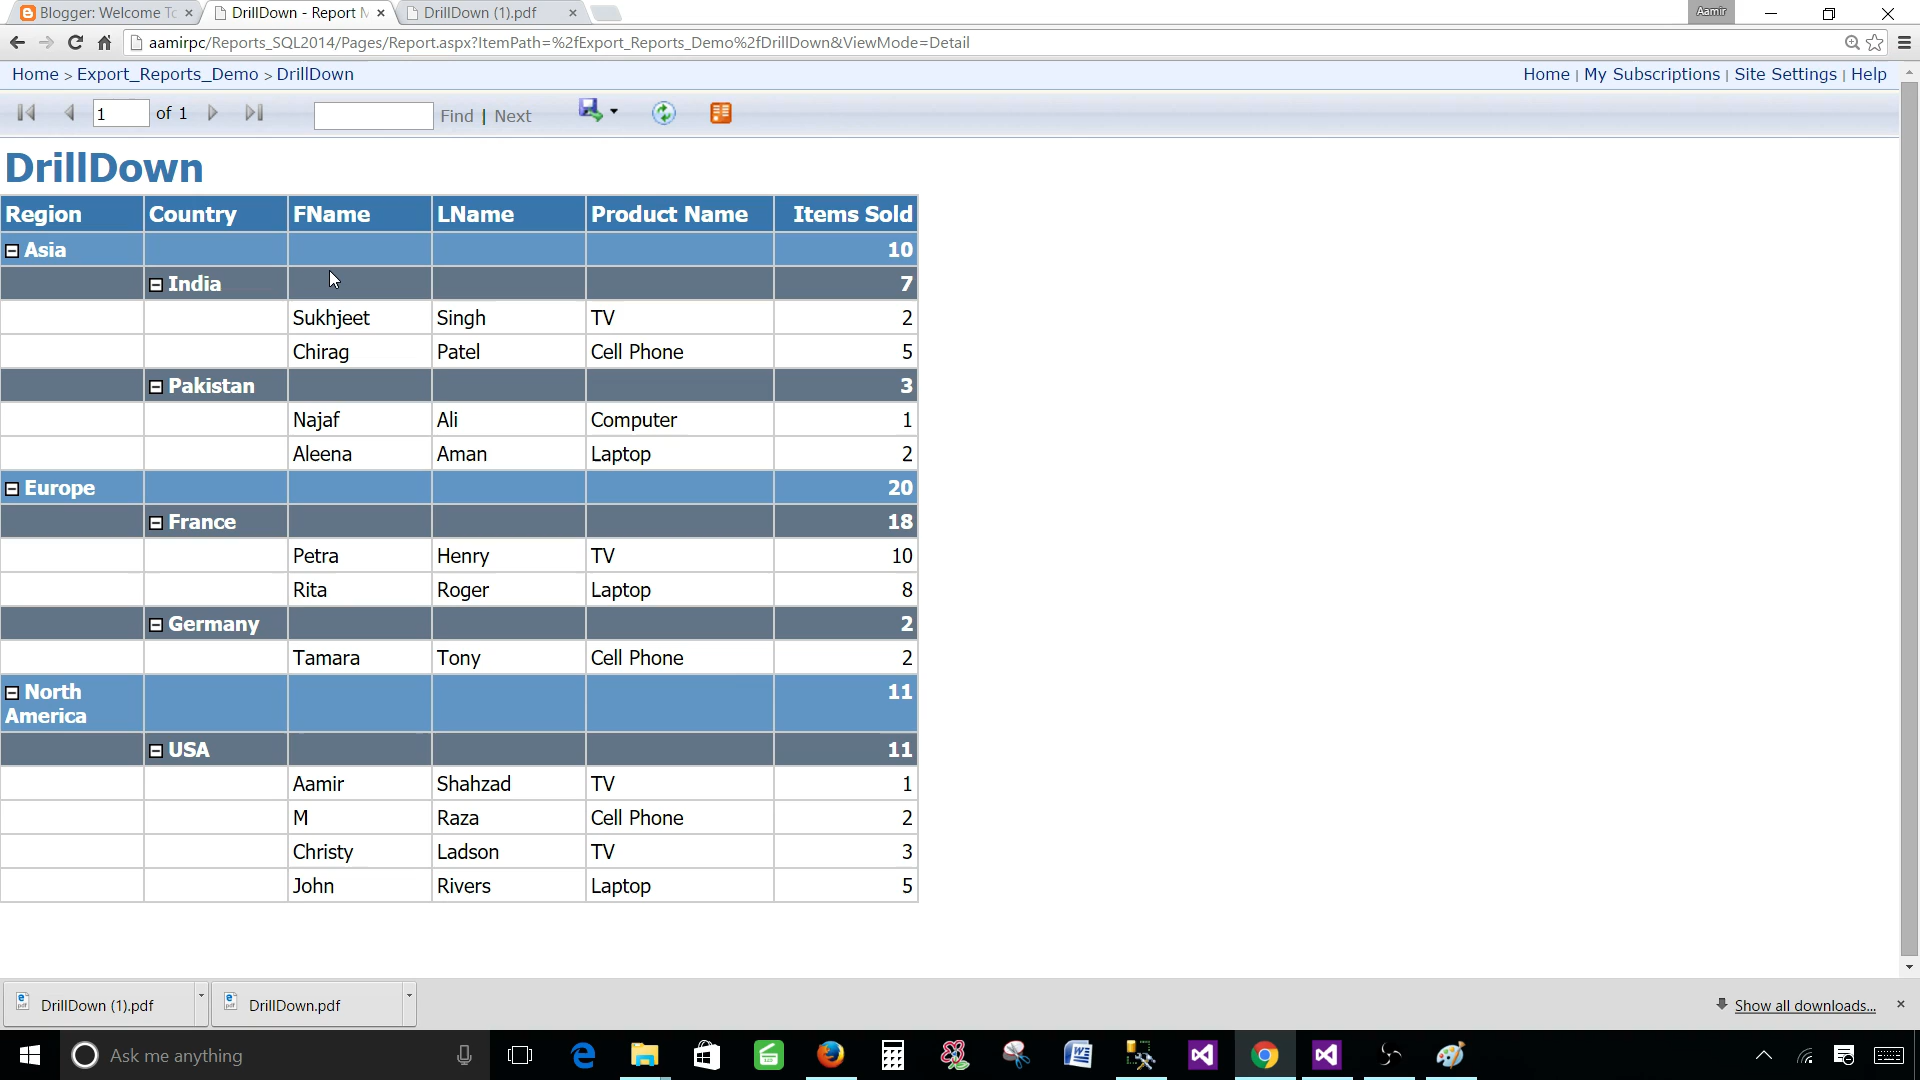 Blogger: Welcome To
DrillDown - Report M
DrillDown (1).pdf
Aamir
aamirpc/Reports_SQL2014/Pages/Report.aspx?ItemPath=%2fExport_Reports_Demo%2fDrillDown&ViewMode=Detail
Home > Export_Reports_Demo > DrillDown
Home | My Subscriptions | Site Settings | Help
1 of 1 Find | Next
DrillDown
Region Country FName LName Product Name Items Sold
Asia 10
India 7
Sukhjeet Singh TV 2
Chirag Patel Cell Phone 5
Pakistan 3
Najaf Ali Computer 1
Aleena Aman Laptop 2
Europe 20
France 18
Petra Henry TV 10
Rita Roger Laptop 8
Germany 2
Tamara Tony Cell Phone 2
North 11
America
USA 11
Aamir Shahzad TV 1
M Raza Cell Phone 2
Christy Ladson TV 3
John Rivers Laptop 5
DrillDown (1).pdf
DrillDown.pdf
Show all downloads...
Ask me anything